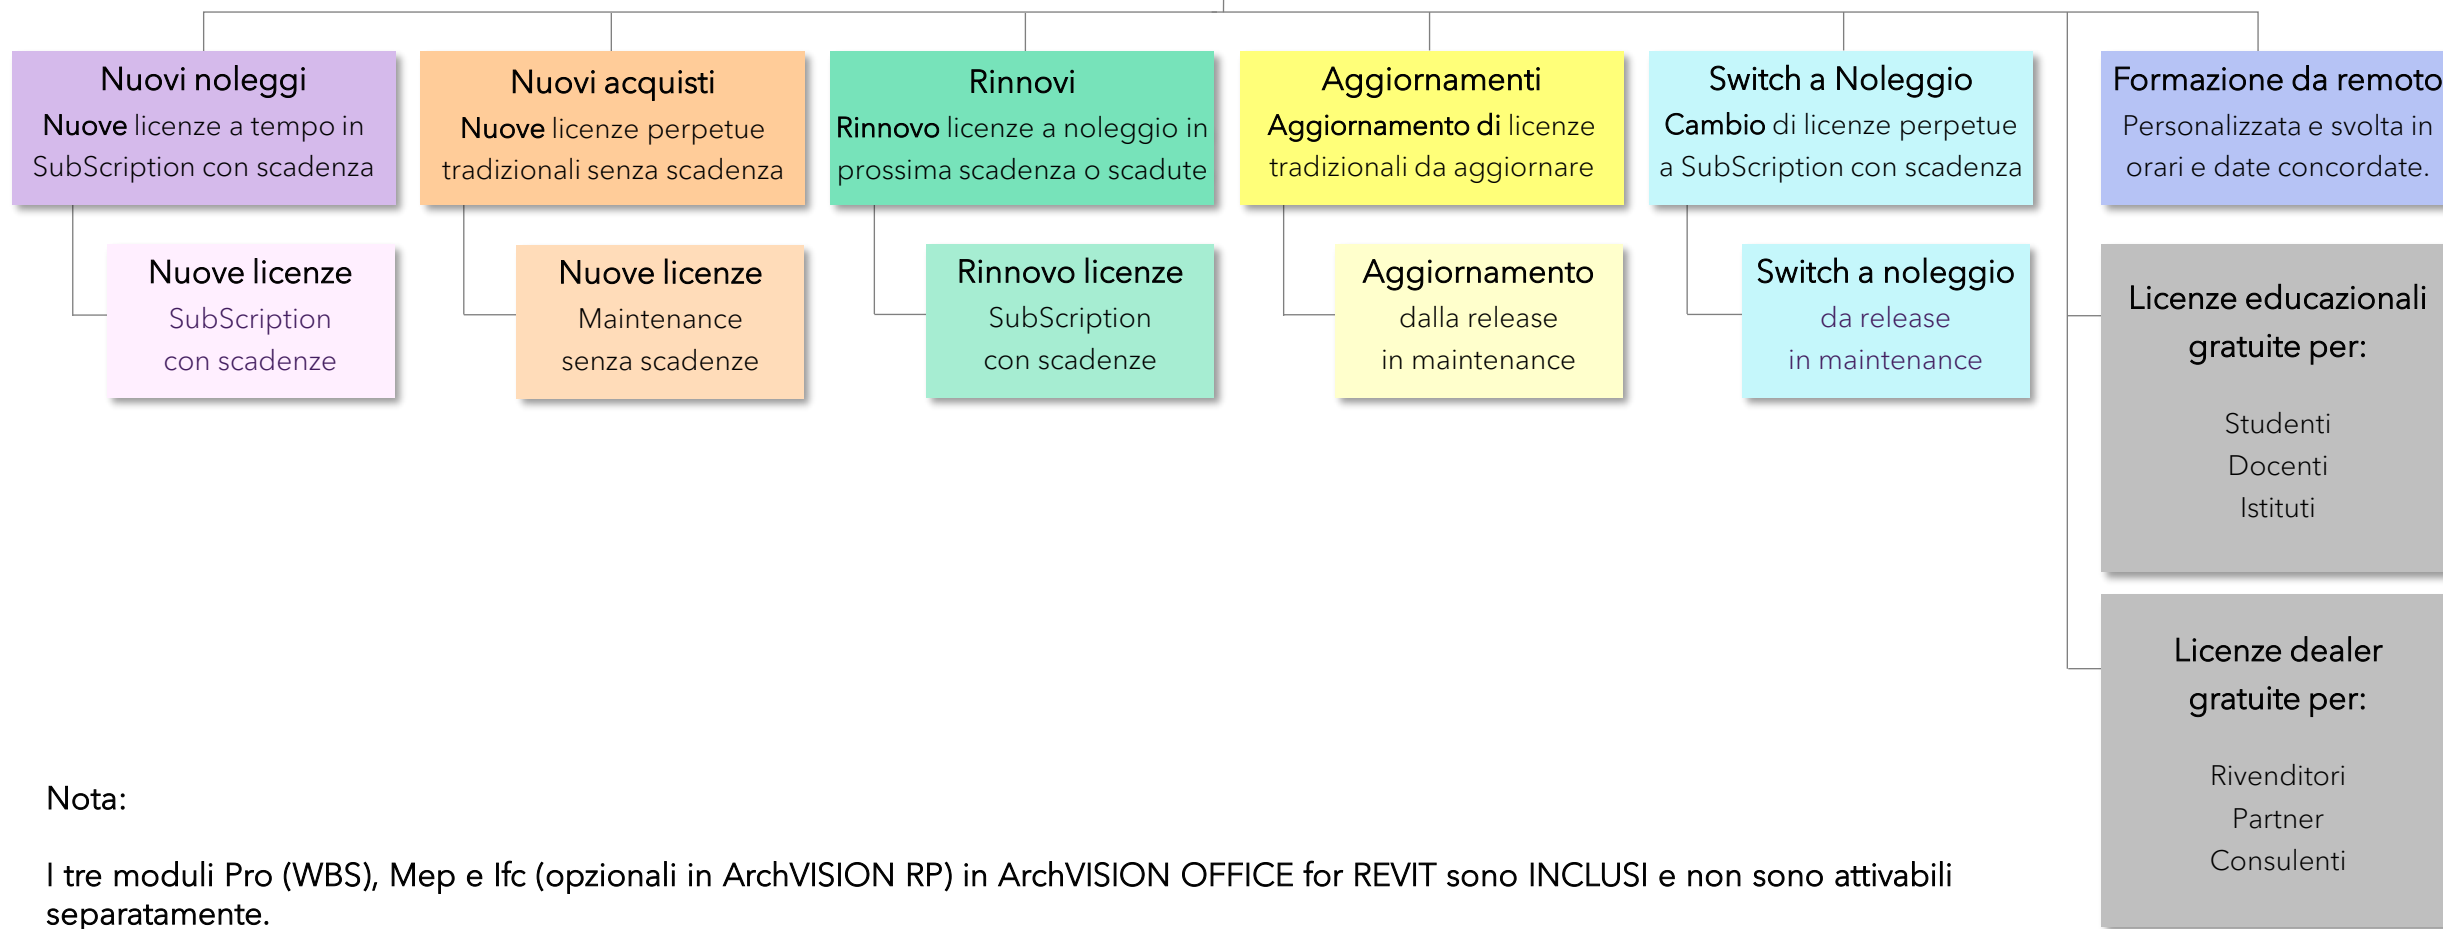 Nuovi noleggi
Nuove licenze a tempo in
SubScription con scadenza
Nuovi acquisti
Nuove licenze perpetue
tradizionali senza scadenza
Rinnovi
Rinnovo licenze a noleggio in
prossima scadenza o scadute
Aggiornamenti
Aggiornamento di licenze
tradizionali da aggiornare
Switch a Noleggio
Cambio di licenze perpetue
a SubScription con scadenza
Formazione da remoto
Personalizzata e svolta in
orari e date concordate.
Nuove licenze
SubScription
con scadenze
Nuove licenze
Maintenance
senza scadenze
Rinnovo licenze
SubScription
con scadenze
Aggiornamento
dalla release
in maintenance
Switch a noleggio
da release
in maintenance
Licenze educazionali
gratuite per:
Studenti
Docenti
Istituti
Licenze dealer
gratuite per:
Rivenditori
Partner
Consulenti
Nota:
I tre moduli Pro (WBS), Mep e Ifc (opzionali in ArchVISION RP) in ArchVISION OFFICE for REVIT sono INCLUSI e non sono attivabili
separatamente.